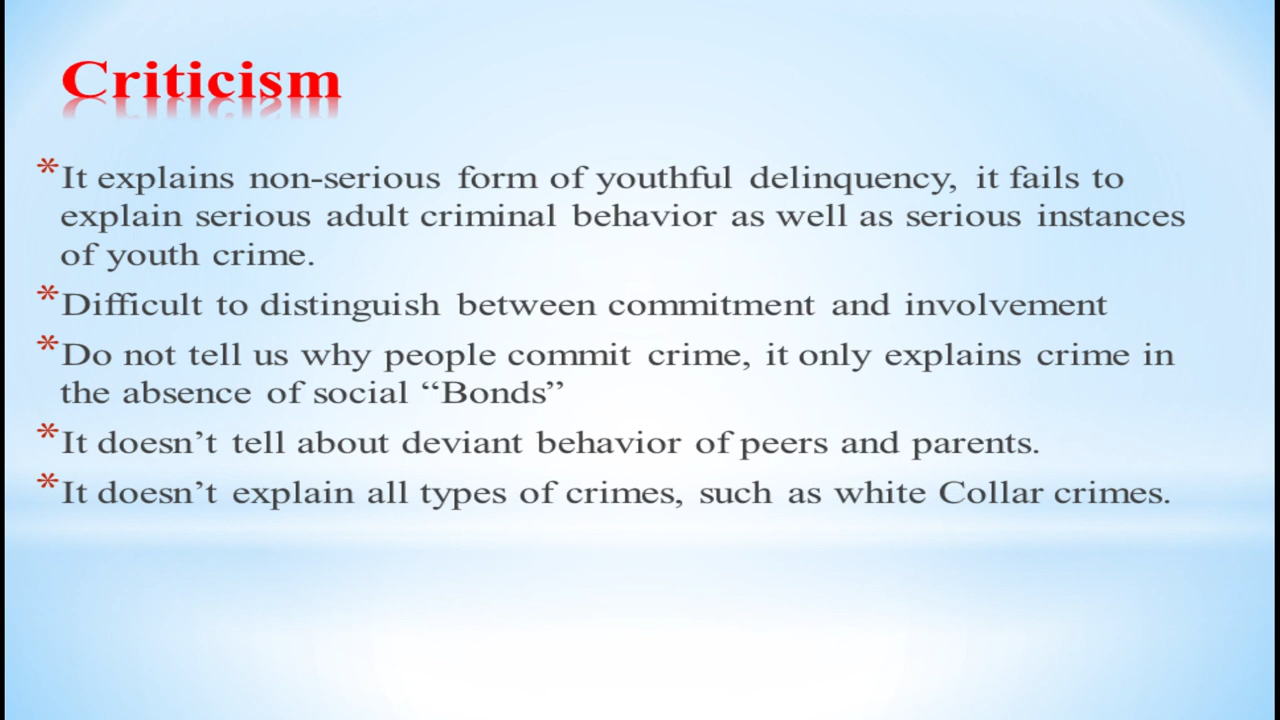 Criticism
*It explains non-serious form of youthful delinquency, it fails to
explain serious adult criminal behavior as well as serious instances
of youth crime.
*Difficult to distinguish between commitment and involvement
*Do not tell us why people commit crime, it only explains crime in
the absence of social “Bonds”
*It doesn’t tell about deviant behavior of peers and parents.
*It doesn’t explain all types of crimes, such as white Collar crimes.